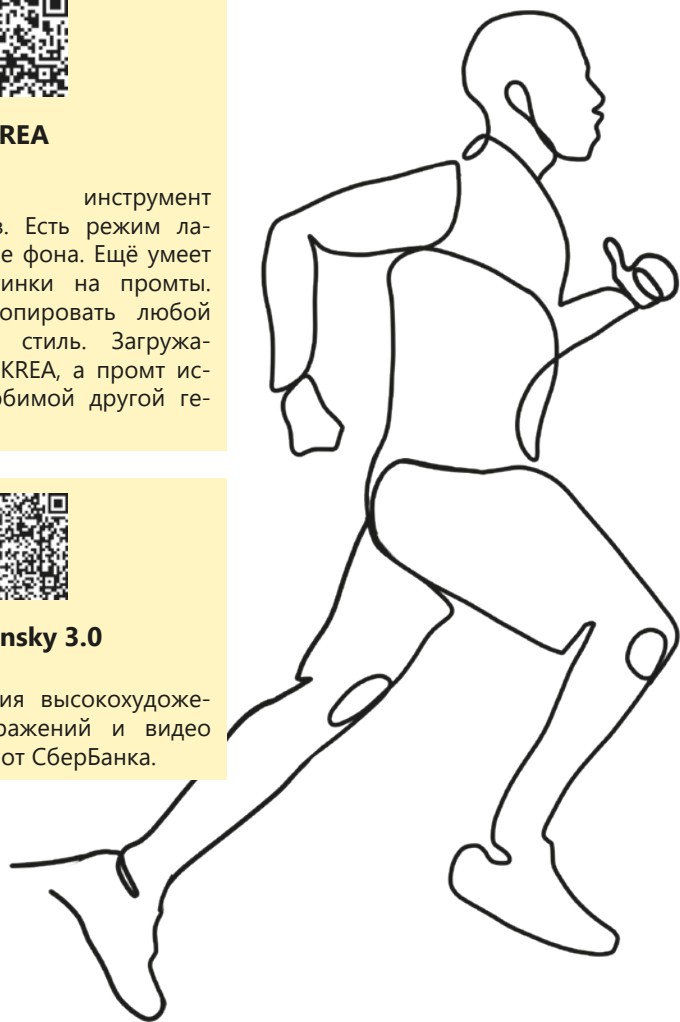 REA
инструмент
в. Есть режим ла-
е фона. Ещё умеет
инки на промты.
опировать любой
стиль. Загружа-
KREA, а промт ис-
бимой другой ге-
nsky 3.0
ия высокохудоже-
ражений и видео
от СберБанка.